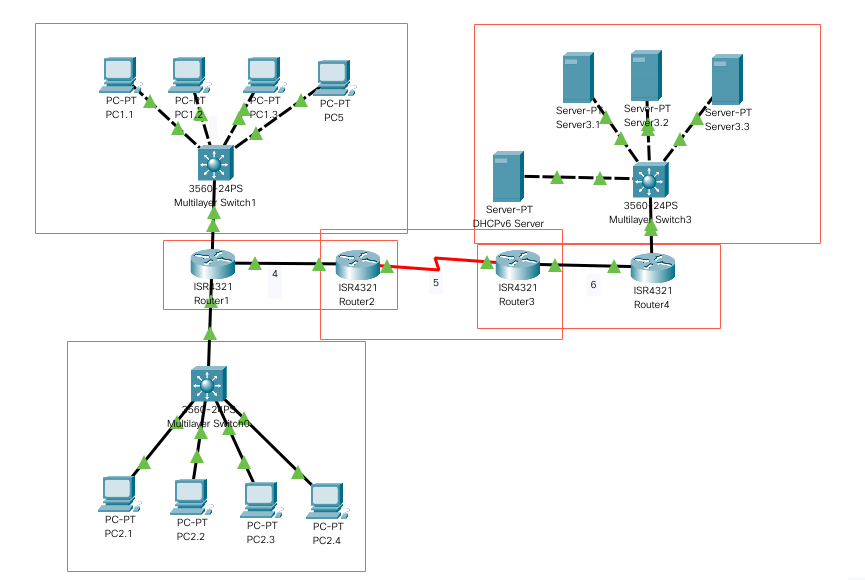 PC-PT
PC1.1
PC-PT
PC1.2
PC-PT
PC1.3
PC-PT
PC5
3560-24PS
Multilayer Switch1
Server-PT
Server3.1
Server-PT
Server3.2
Server-PT
Server3.3
Server-PT
DHCPv6 Server
3560-24PS
Multilayer Switch3
ISR4321
Router1
4
ISR4321
Router2
5
ISR4321
Router3
6
ISR4321
Router4
3560-24PS
Multilayer Switch0
PC-PT
PC2.1
PC-PT
PC2.2
PC-PT
PC2.3
PC-PT
PC2.4